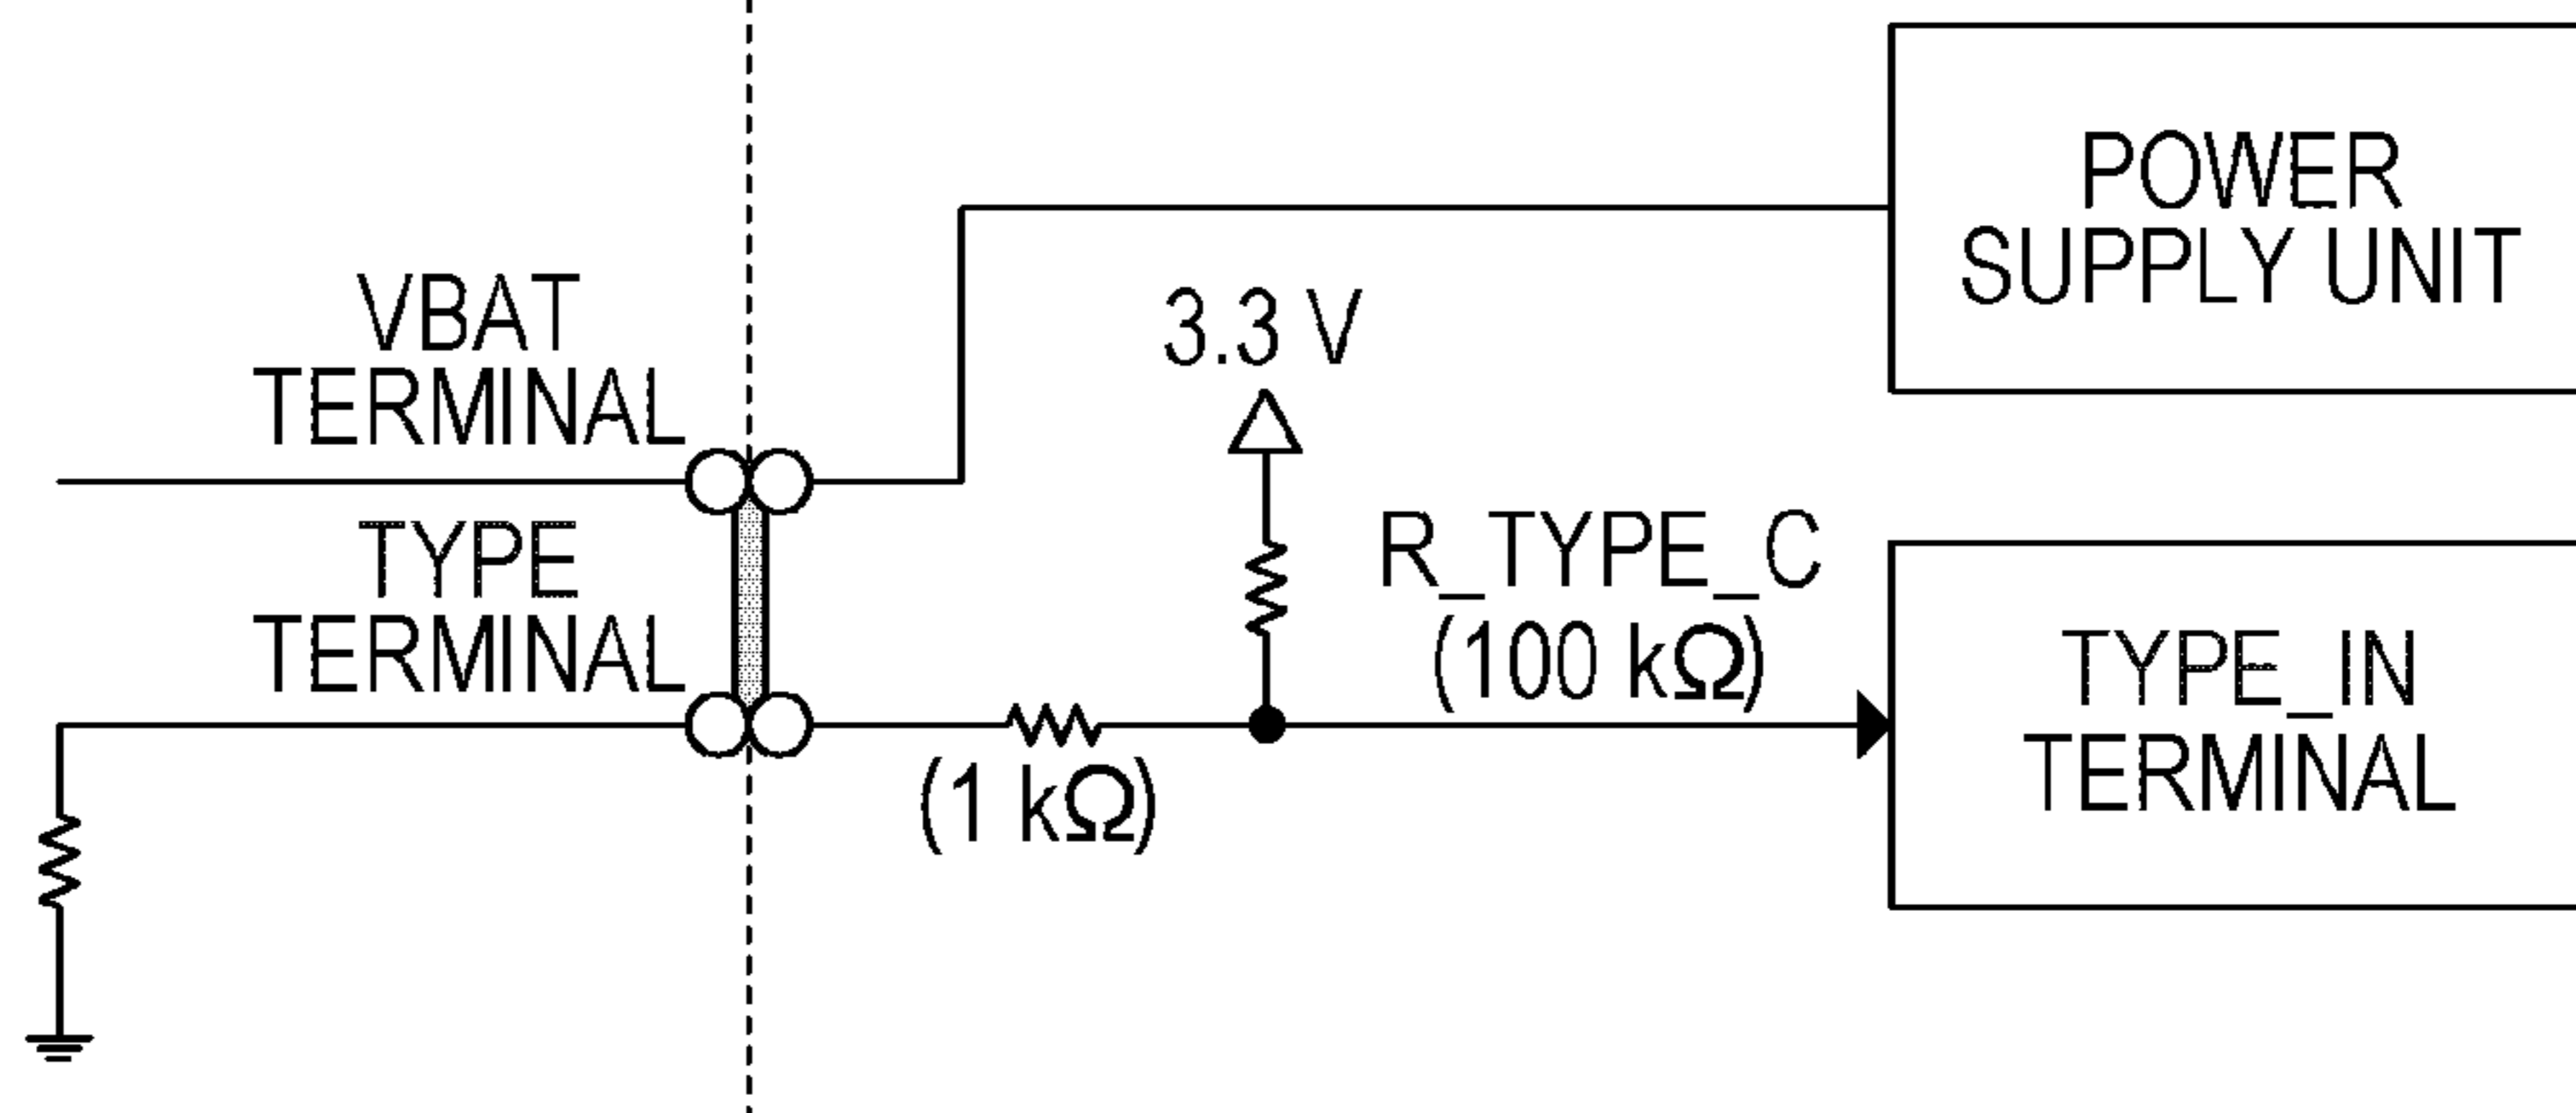 POWER
SUPPLY UNIT
VBAT
TERMINAL
3.3 V
TYPE
TERMINAL
R_TYPE_C
(100 kΩ)
(1 kΩ)
TYPE_IN
TERMINAL